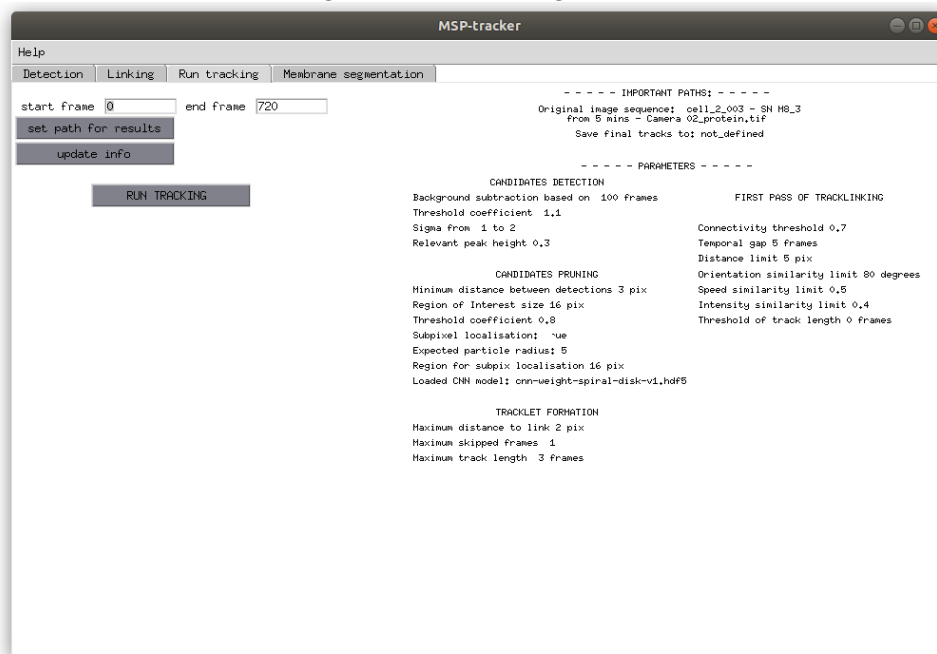 MSP-tracker
Help
Detection Linking Run tracking Membrane segmentation
start frame 0 end frame 720
set path for results
update info
RUN TRACKING
- - - - - IMPORTANT PATHS: - - - - -
Original image sequence: cell_2_003 - SN M8_3
from 5 mins - Camera 02_protein.tif
Save final tracks to: not_defined
- - - - - PARAMETERS - - - - -
CANDIDATES DETECTION
Background subtraction based on 100 frames
Threshold coefficient 1.1
Sigma from 1 to 2
Relevant peak height 0.3
CANDIDATES PRUNING
Minimum distance between detections 3 pix
Region of Interest size 16 pix
Threshold coefficient 0.8
Subpixel localisation: ue
Expected particle radius: 5
Region for subpix localisation 16 pix
Loaded CNN model: cnn-weight-spiral-disk-v1.hdf5
TRACKLET FORMATION
Maximum distance to link 2 pix
Maximum skipped frames 1
Maximum track length 3 frames
FIRST PASS OF TRACKLINKING
Connectivity threshold 0.7
Temporal gap 5 frames
Distance limit 5 pix
Orientation similarity limit 80 degrees
Speed similarity limit 0.5
Intensity similarity limit 0.4
Threshold of track length 0 frames